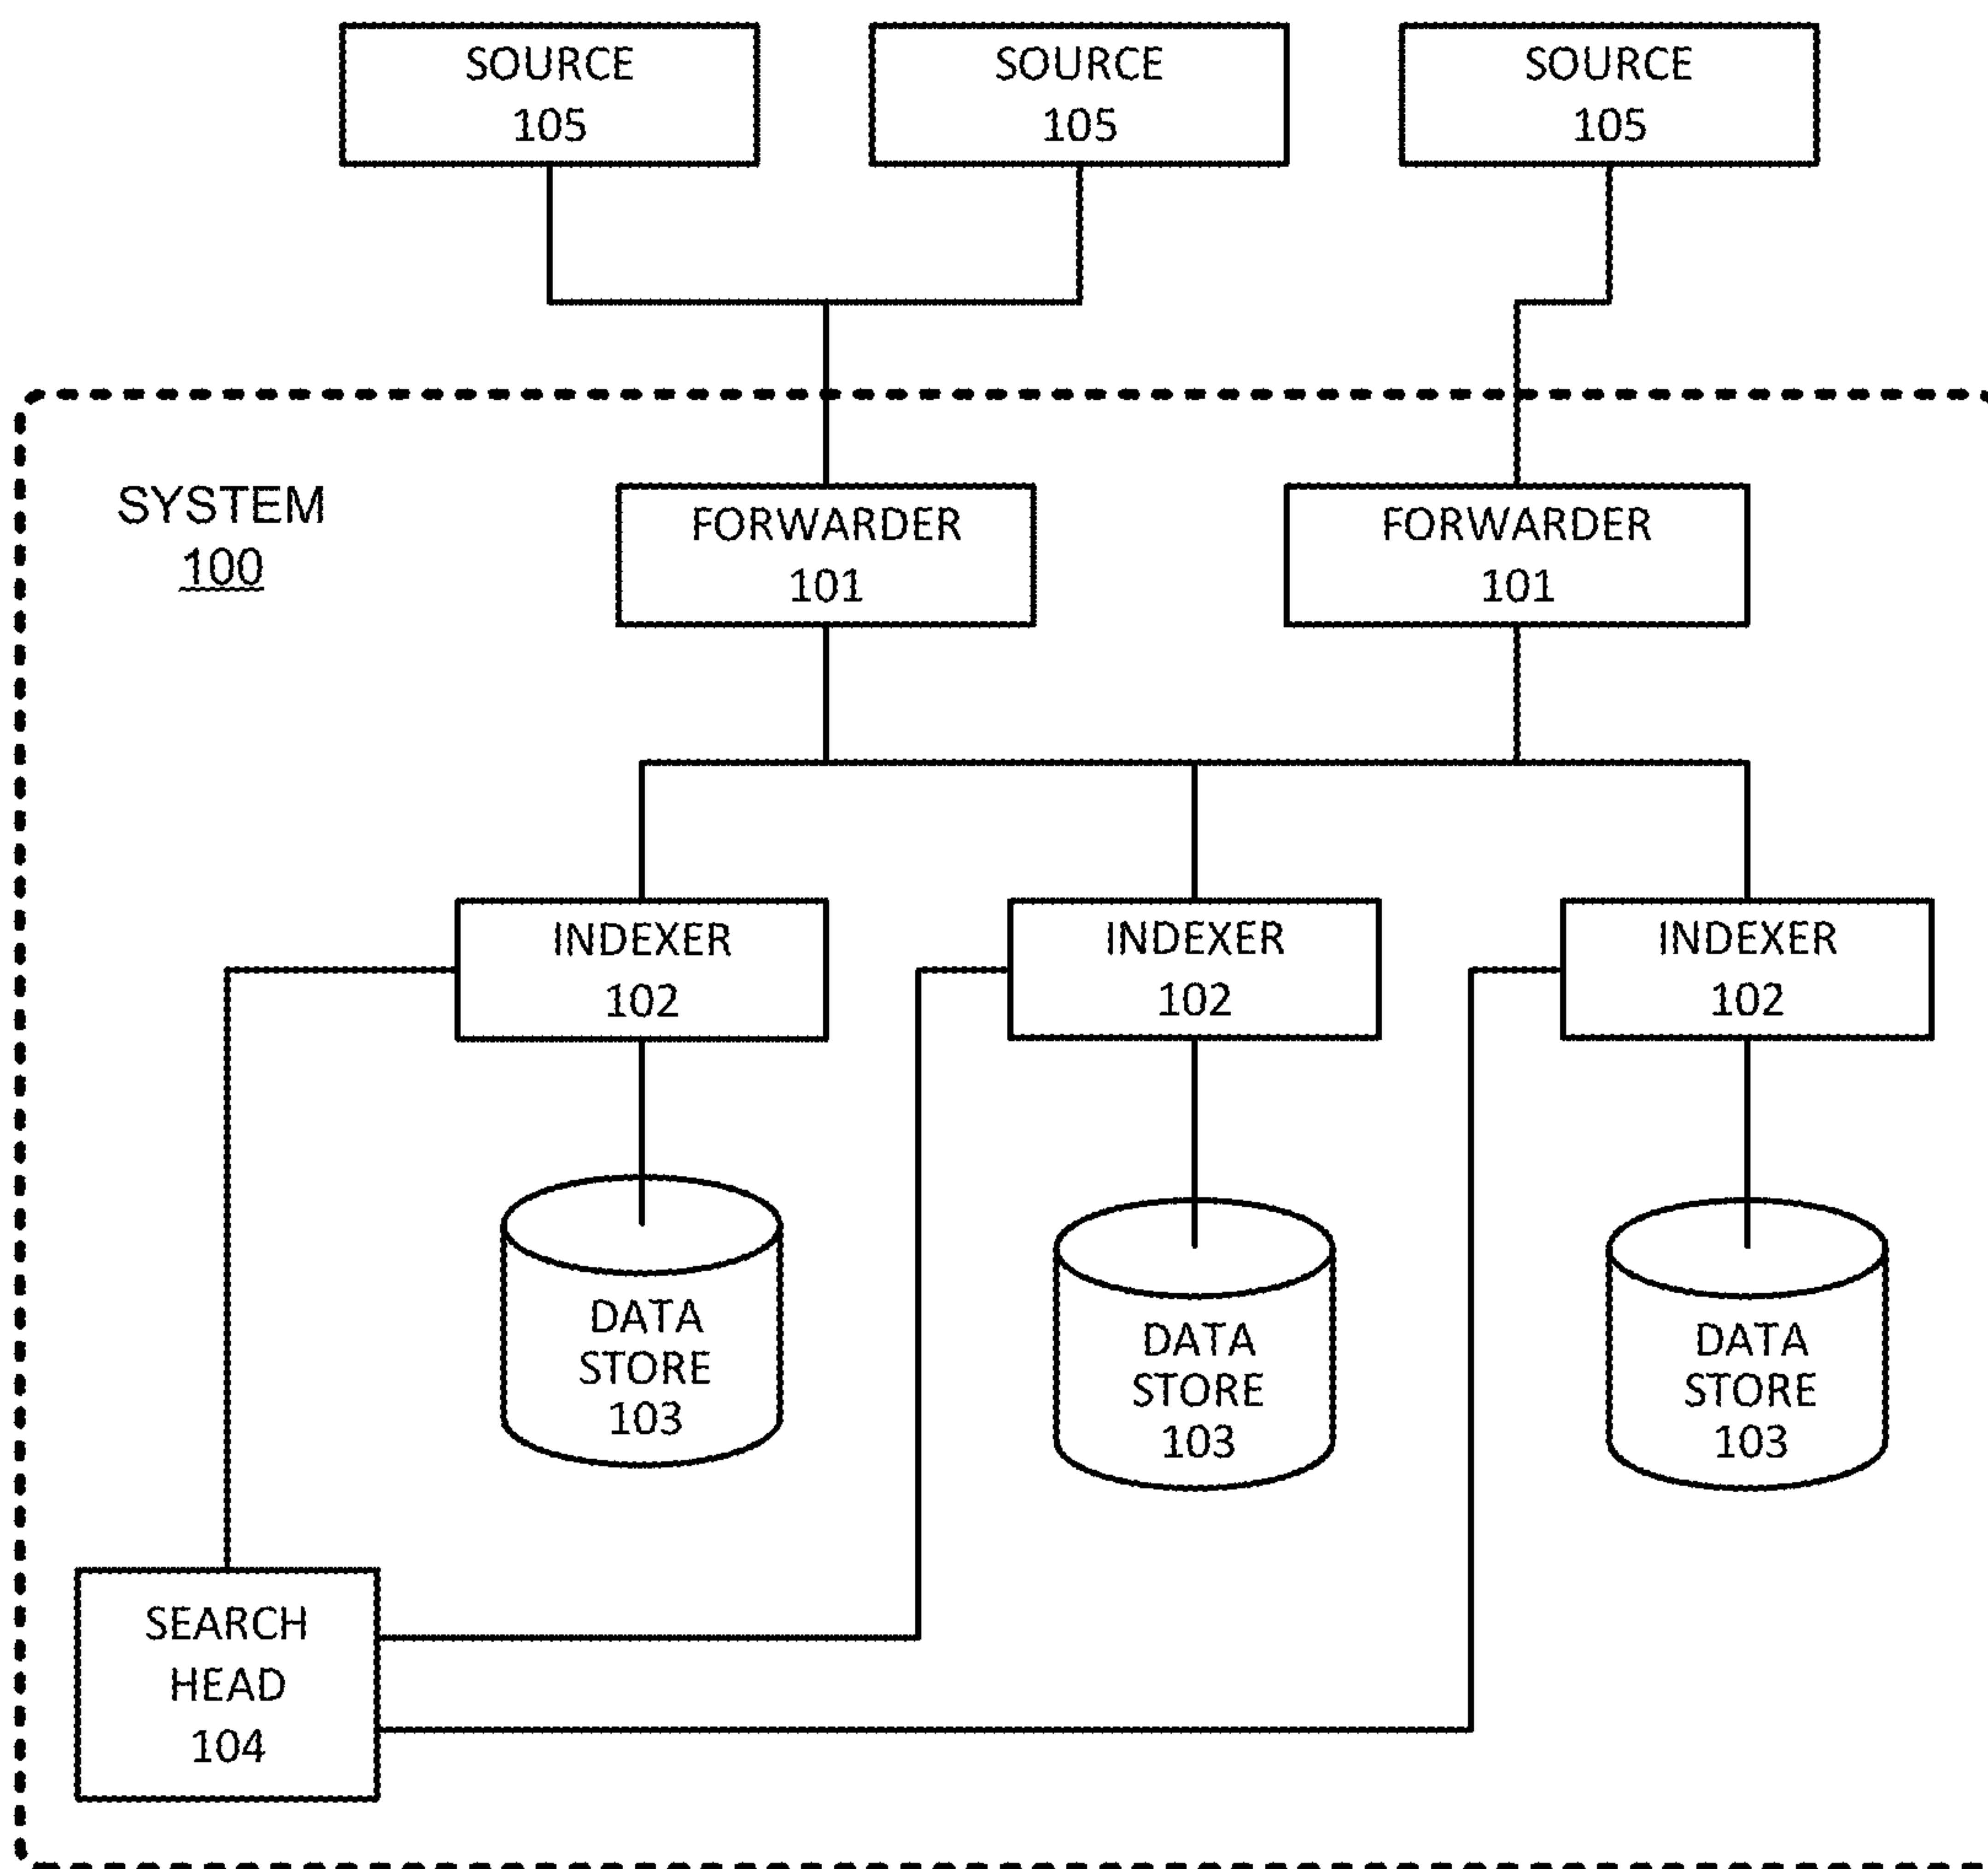 SOURCE
105
SOURCE
105
SOURCE
105
SYSTEM
100
FORWARDER
101
FORWARDER
101
INDEXER
102
INDEXER
102
INDEXER
102
DATA
STORE
103
DATA
STORE
103
DATA
STORE
103
SEARCH
HEAD
104